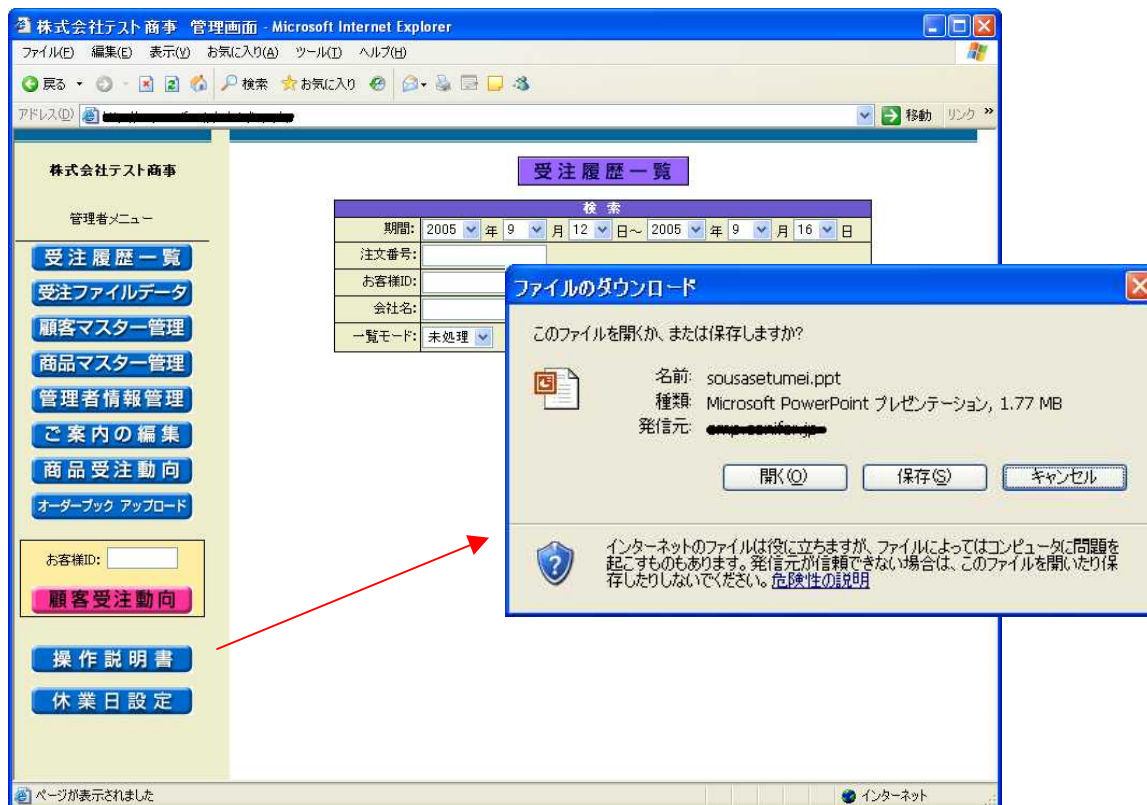 株式会社テスト商事 管理画面 - Microsoft Internet Explorer
ファイル(F) 編集(E) 表示(V) お気に入り(A) ツール(T) ヘルプ(H)
戻る 検索 お気に入り
アドレス(D) 移動 リンク »
株式会社テスト商事
管理者メニュー
受注履歴一覧
受注ファイルデータ
顧客マスター管理
商品マスター管理
管理者情報管理
ご案内の編集
商品受注動向
オーダーブック アップロード
お客様ID:
顧客受注動向
操作説明書
休業日設定
受注履歴一覧
検索
期間: 2005 年 9 月 12 日～ 2005 年 9 月 16 日
注文番号:
お客様ID:
会社名:
一覧モード: 未処理
ファイルのダウンロード
このファイルを開くか、または保存しますか?
名前: sousasetumei.ppt
種類: Microsoft PowerPoint プレゼンテーション, 1.77 MB
発信元:
開く(O) 保存(S) キャンセル
インターネットのファイルは役に立ちますが、ファイルによってはコンピュータに問題を
起こすものもあります。発信元が信頼できない場合は、このファイルを開いたり保
存したりしないでください。危険性の説明
ページが表示されました インターネット